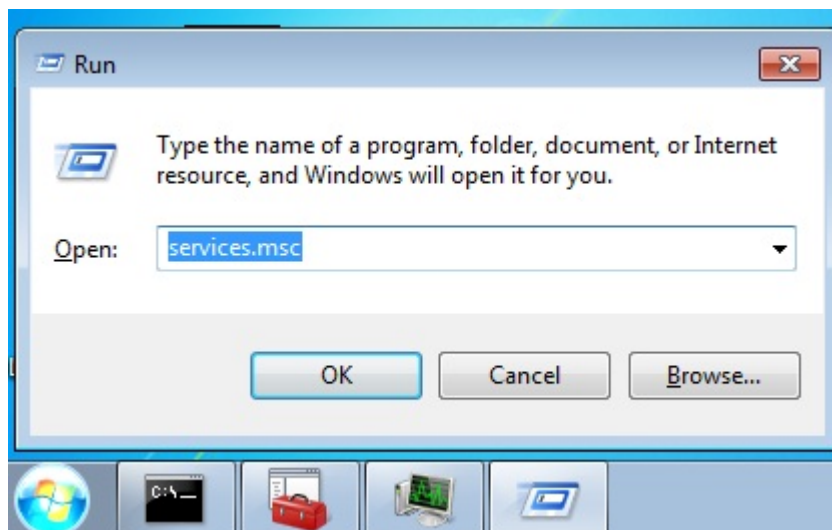 Run
Type the name of a program, folder, document, or Internet
resource, and Windows will open it for you.
Open: services.msc
OK Cancel Browse...
C:\_